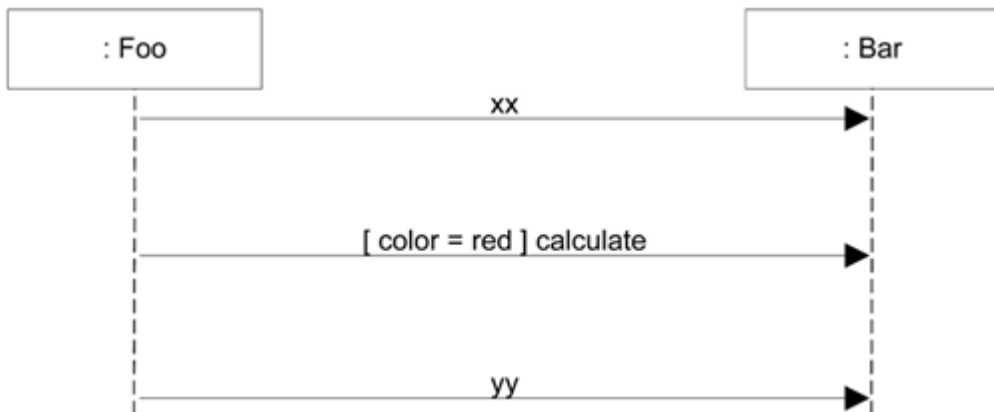 : Foo
: Bar
xx
[ color = red ] calculate
yy